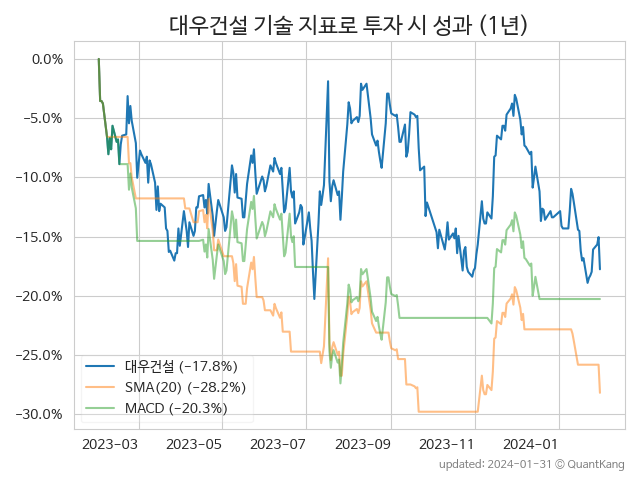 대우건설 기술 지표로 투자 시 성과 (1년)
0.0%
−5.0%
−10.0%
−15.0%
−20.0%
−25.0%
−30.0%
대우건설 (−17.8%)
SMA(20) (−28.2%)
MACD (−20.3%)
2023-03 2023-05 2023-07 2023-09 2023-11 2024-01
updated: 2024-01-31 © QuantKang